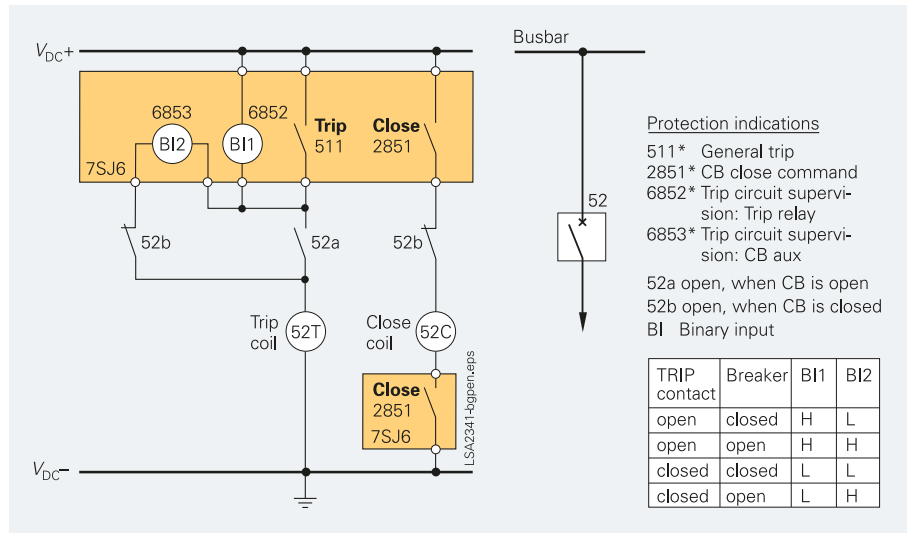 V DC+
6853
6852
BI2
BI1
Trip
511
Close
2851
7SJ6
52b
52a
52b
Trip
coil
52T
Close
coil
52C
Close
2851
7SJ6
LSA2341-bgpen.eps
V DC–
Busbar
52
Protection indications
511* General trip
2851* CB close command
6852* Trip circuit supervi-
sion: Trip relay
6853* Trip circuit supervi-
sion: CB aux
52a open, when CB is open
52b open, when CB is closed
BI Binary input
TRIP contact Breaker BI1 BI2
open closed H L
open open H H
closed closed L L
closed open L H